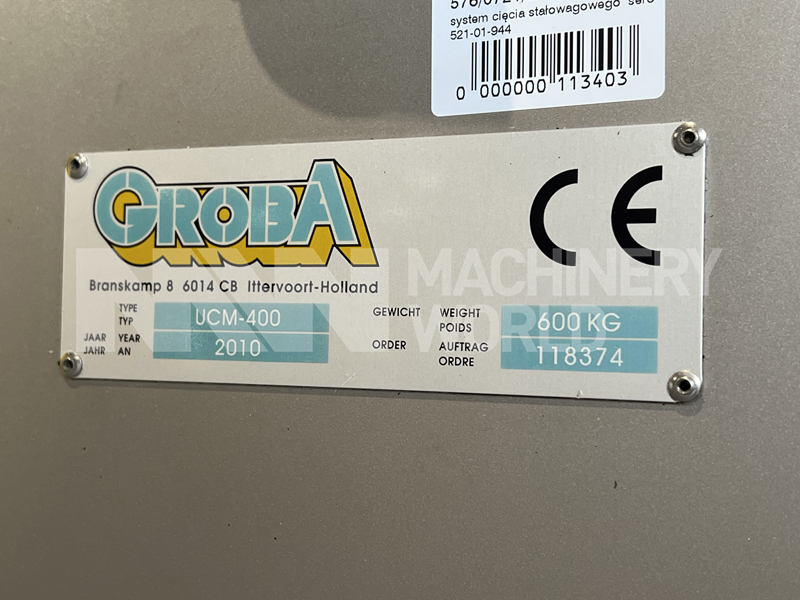 system cięcia stałowagowego
521-01-944
0 000000 113403
GROBA
CE
Branskamp 8 6014 CB Ittervoort-Holland
TYPE
TYP
UCM-400
JAAR YEAR
JAHR AN
2010
GEWICHT WEIGHT
POIDS
600 KG
ORDER AUFTRAG
ORDRE
118374
MACHINERY
WORLD